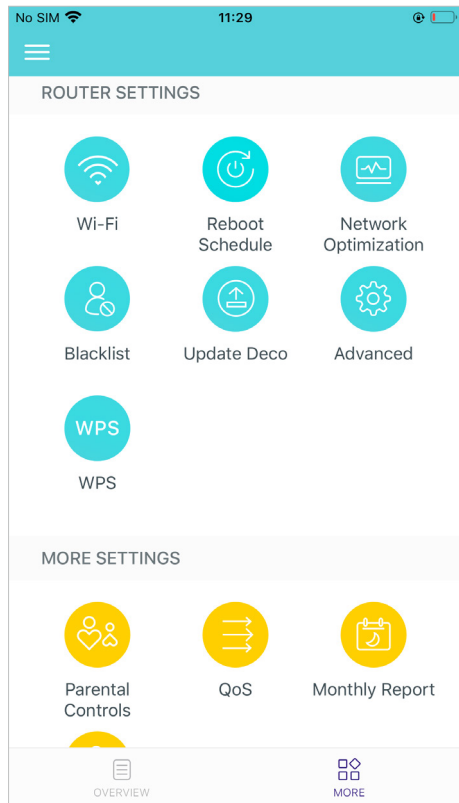 No SIM 11:29
ROUTER SETTINGS
Wi-Fi
Reboot
Schedule
Network
Optimization
Blacklist
Update Deco
Advanced
WPS
WPS
MORE SETTINGS
Parental
Controls
QoS
Monthly Report
OVERVIEW
MORE